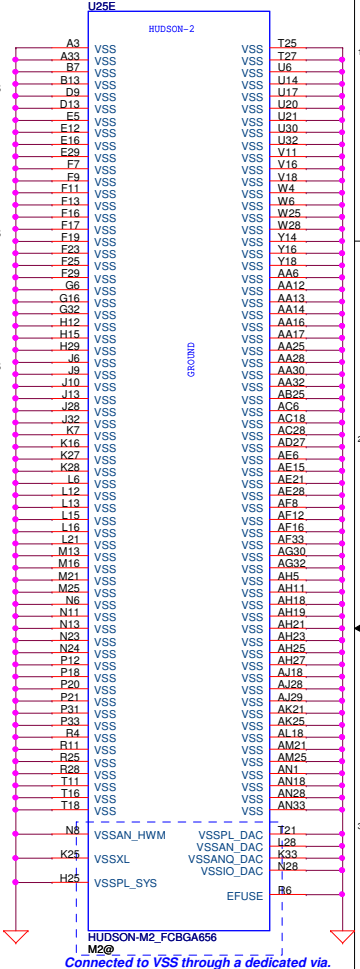 U25E
HUDSON-2
A3 VSS VSS T25
A33 VSS VSS T27
B7 VSS VSS U6
B13 VSS VSS U14
D9 VSS VSS U17
D13 VSS VSS U20
E5 VSS VSS U21
E12 VSS VSS U30
E16 VSS VSS U32
E29 VSS VSS V11
F7 VSS VSS V16
F9 VSS VSS V18
F11 VSS VSS W4
F13 VSS VSS W6
F16 VSS VSS W25
F17 VSS VSS W28
F19 VSS VSS Y14
F23 VSS VSS Y16
F25 VSS VSS Y18
F29 VSS VSS AA6
G6 VSS VSS AA12
G16 VSS VSS AA13
G32 VSS VSS AA14
H12 VSS VSS AA16
H15 VSS VSS AA17
H29 VSS VSS AA25
J6 VSS VSS AA28
J9 VSS VSS AA30
J10 VSS VSS AA32
J13 VSS VSS AB25
J28 VSS VSS AC6
J32 VSS VSS AC18
K7 VSS VSS AC28
K16 VSS VSS AD27
K27 VSS VSS AE6
K28 VSS VSS AE15
L6 VSS VSS AE21
L12 VSS VSS AE28
L13 VSS VSS AF8
L15 VSS VSS AF12
L16 VSS VSS AF16
L21 VSS VSS AF33
M13 VSS VSS AG30
M16 VSS VSS AG32
M21 VSS VSS AH5
M25 VSS VSS AH11
N6 VSS VSS AH18
N11 VSS VSS AH19
N13 VSS VSS AH21
N23 VSS VSS AH23
N24 VSS VSS AH25
P12 VSS VSS AH27
P18 VSS VSS AJ18
P20 VSS VSS AJ28
P21 VSS VSS AJ29
P31 VSS VSS AK21
P33 VSS VSS AK25
R4 VSS VSS AL18
R11 VSS VSS AM21
R25 VSS VSS AM25
R28 VSS VSS AN1
T11 VSS VSS AN18
T16 VSS VSS AN28
T18 VSS VSS AN33
GROUND
N8 VSSAN_HWM VSSPL_DAC T21
VSSAN_DAC L28
K25 VSSXL VSSANQ_DAC K33
VSSIO_DAC N28
H25 VSSPL_SYS
EFUSE R6
HUDSON-M2_FCBGA656
M2@
Connected to VSS through a dedicated via.